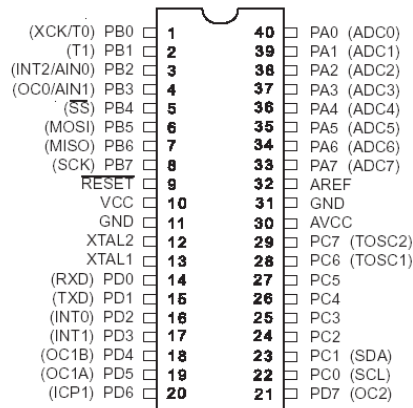 (XCK/T0) PB0 1 40 PA0 (ADC0)
(T1) PB1 2 39 PA1 (ADC1)
(INT2/AIN0) PB2 3 38 PA2 (ADC2)
(OC0/AIN1) PB3 4 37 PA3 (ADC3)
(SS) PB4 5 36 PA4 (ADC4)
(MOSI) PB5 6 35 PA5 (ADC5)
(MISO) PB6 7 34 PA6 (ADC6)
(SCK) PB7 8 33 PA7 (ADC7)
RESET 9 32 AREF
VCC 10 31 GND
GND 11 30 AVCC
XTAL2 12 29 PC7 (TOSC2)
XTAL1 13 28 PC6 (TOSC1)
(RXD) PD0 14 27 PC5
(TXD) PD1 15 26 PC4
(INT0) PD2 16 25 PC3
(INT1) PD3 17 24 PC2
(OC1B) PD4 18 23 PC1 (SDA)
(OC1A) PD5 19 22 PC0 (SCL)
(ICP1) PD6 20 21 PD7 (OC2)